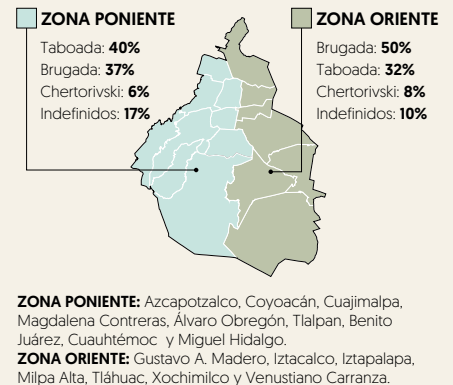 ZONA PONIENTE
Taboada: 40%
Brugada: 37%
Chertorivski: 6%
Indefinidos: 17%
ZONA ORIENTE
Brugada: 50%
Taboada: 32%
Chertorivski: 8%
Indefinidos: 10%
ZONA PONIENTE: Azcapotzalco, Coyoacán, Cuajimalpa,
Magdalena Contreras, Álvaro Obregón, Tlalpan, Benito
Juárez, Cuauhtémoc y Miguel Hidalgo.
ZONA ORIENTE: Gustavo A. Madero, Iztacalco, Iztapalapa,
Milpa Alta, Tláhuac, Xochimilco y Venustiano Carranza.